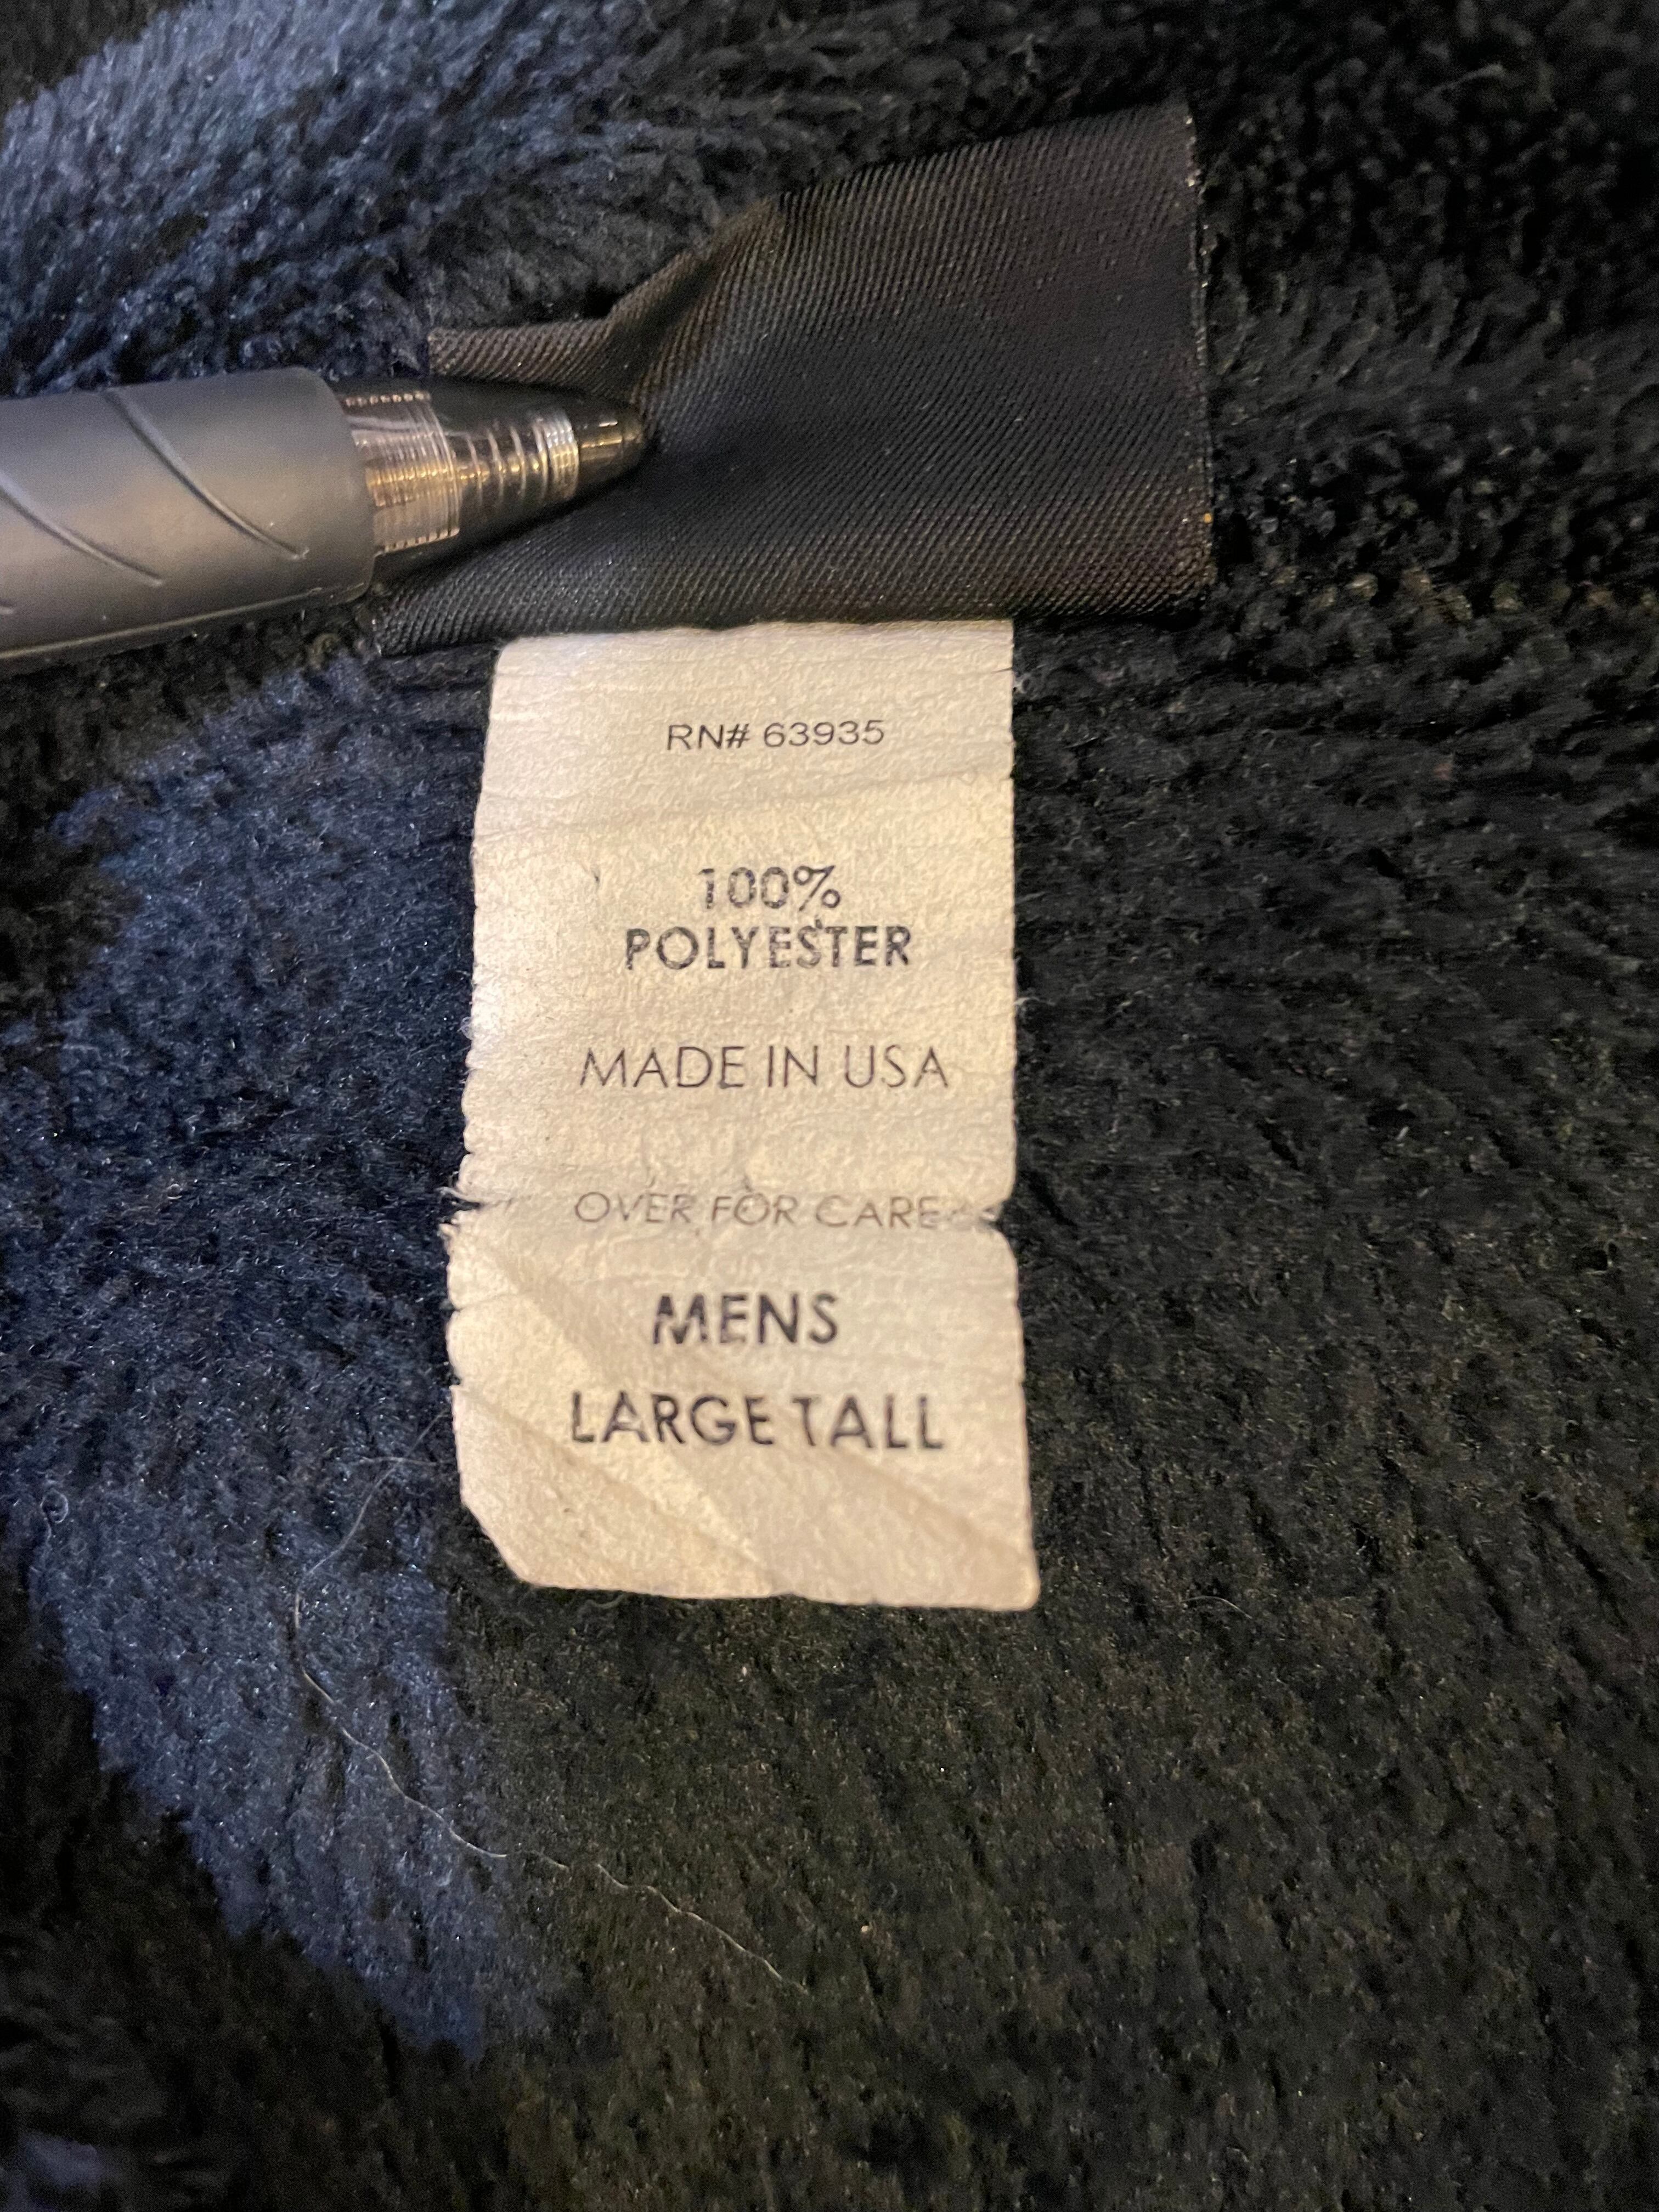 RN# 63935
100%
POLYESTER
MADE IN USA
OVER FOR CARE
MENS
LARGE TALL